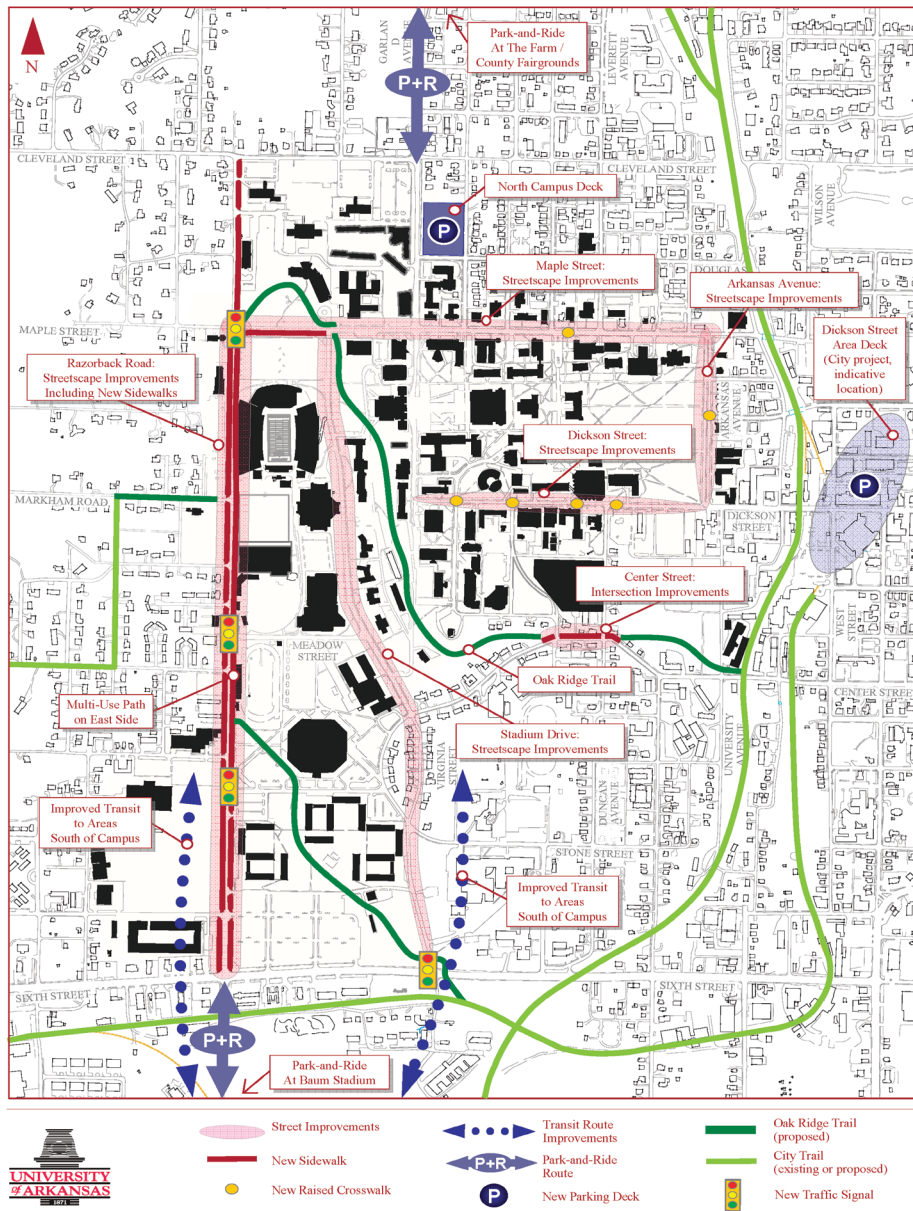 Park-and-Ride
At The Farm /
County Fairgrounds
GARLAN
D
AVENUE
LEVERETT
AVENUE
N
P+R
CLEVELAND STREET
CLEVELAND STREET
North Campus Deck
WILSON
AVENUE
P
Maple Street:
Streetscape Improvements
DOUGLAS
Arkansas Avenue:
Streetscape Improvements
MAPLE STREET
Dickson Street
Area Deck
(City project,
indicative
location)
Razorback Road:
Streetscape Improvements
Including New Sidewalks
ARKANSAS
AVENUE
Dickson Street:
Streetscape Improvements
P
MARKHAM ROAD
DICKSON
STREET
Center Street:
Intersection Improvements
WEST
STREET
MEADOW
STREET
Oak Ridge Trail
CENTER STREET
Multi-Use Path
on East Side
Stadium Drive:
Streetscape Improvements
VIRGINIA
STREET
UNIVERSITY
AVENUE
DUNCAN
AVENUE
Improved Transit
to Areas
South of Campus
STONE STREET
Improved Transit
to Areas
South of Campus
SIXTH STREET
SIXTH STREET
P+R
Park-and-Ride
At Baum Stadium
Street Improvements
Transit Route
Improvements
Oak Ridge Trail
(proposed)
New Sidewalk
P+R
Park-and-Ride
Route
City Trail
(existing or proposed)
New Raised Crosswalk
P
New Parking Deck
New Traffic Signal
UNIVERSITY
of ARKANSAS
1871